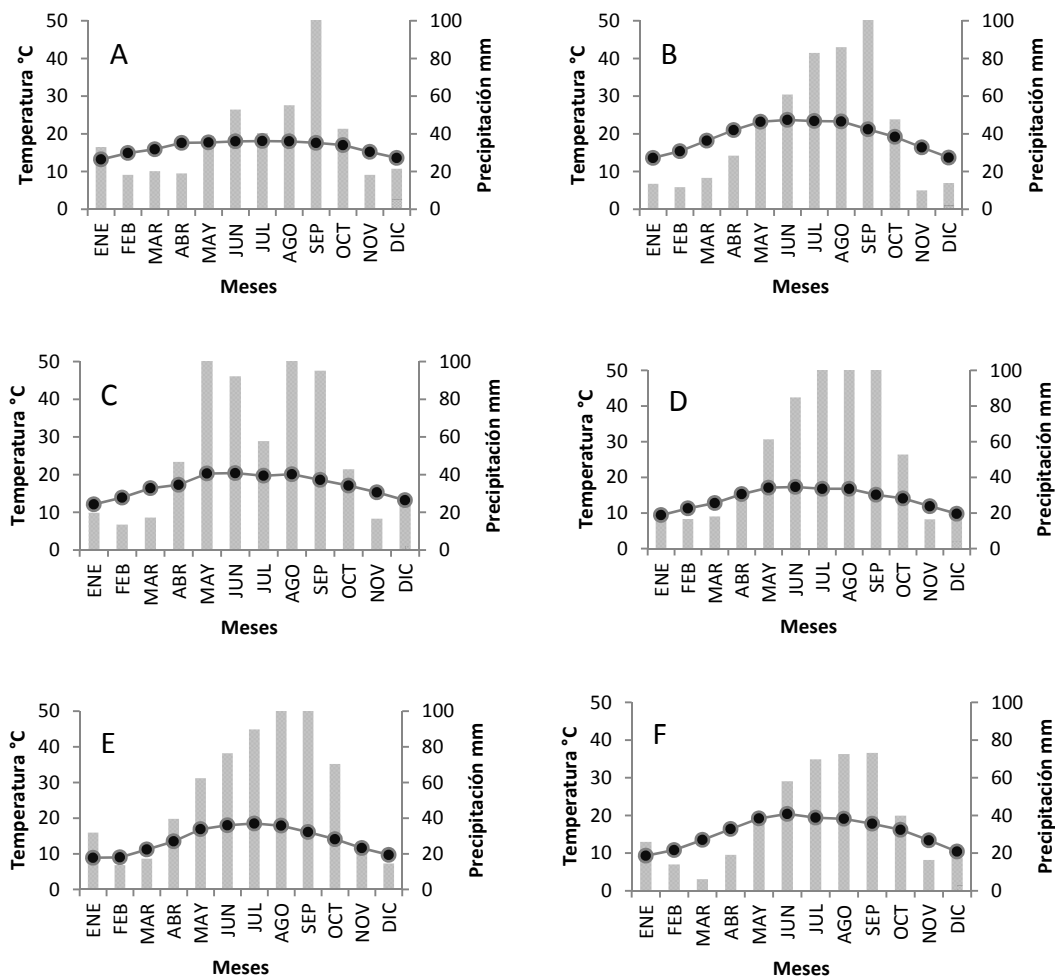 A
Temperatura °C
Precipitación mm
50 40 30 20 10 0
100 80 60 40 20 0
ENE FEB MAR ABR MAY JUN JUL AGO SEP OCT NOV DIC
Meses
B
Temperatura °C
Precipitación mm
50 40 30 20 10 0
100 80 60 40 20 0
ENE FEB MAR ABR MAY JUN JUL AGO SEP OCT NOV DIC
Meses
C
Temperatura °C
Precipitación mm
50 40 30 20 10 0
100 80 60 40 20 0
ENE FEB MAR ABR MAY JUN JUL AGO SEP OCT NOV DIC
Meses
D
Temperatura °C
Precipitación mm
50 40 30 20 10 0
100 80 60 40 20 0
ENE FEB MAR ABR MAY JUN JUL AGO SEP OCT NOV DIC
Meses
E
Temperatura °C
Precipitación mm
50 40 30 20 10 0
100 80 60 40 20 0
ENE FEB MAR ABR MAY JUN JUL AGO SEP OCT NOV DIC
Meses
F
Temperatura °C
Precipitación mm
50 40 30 20 10 0
100 80 60 40 20 0
ENE FEB MAR ABR MAY JUN JUL AGO SEP OCT NOV DIC
Meses